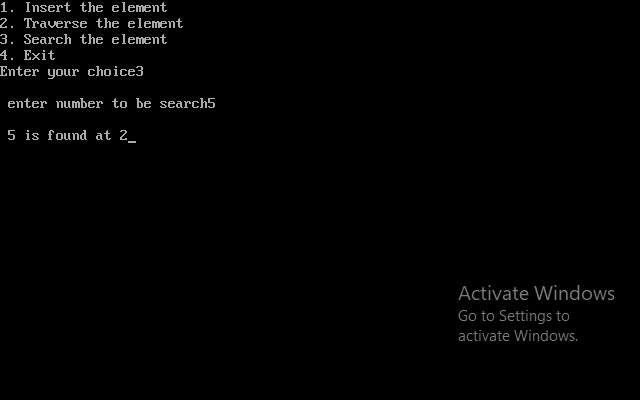 1. Insert the element
2. Traverse the element
3. Search the element
4. Exit
Enter your choice3
enter number to be search5
5 is found at 2_
Activate Windows
Go to Settings to
activate Windows.